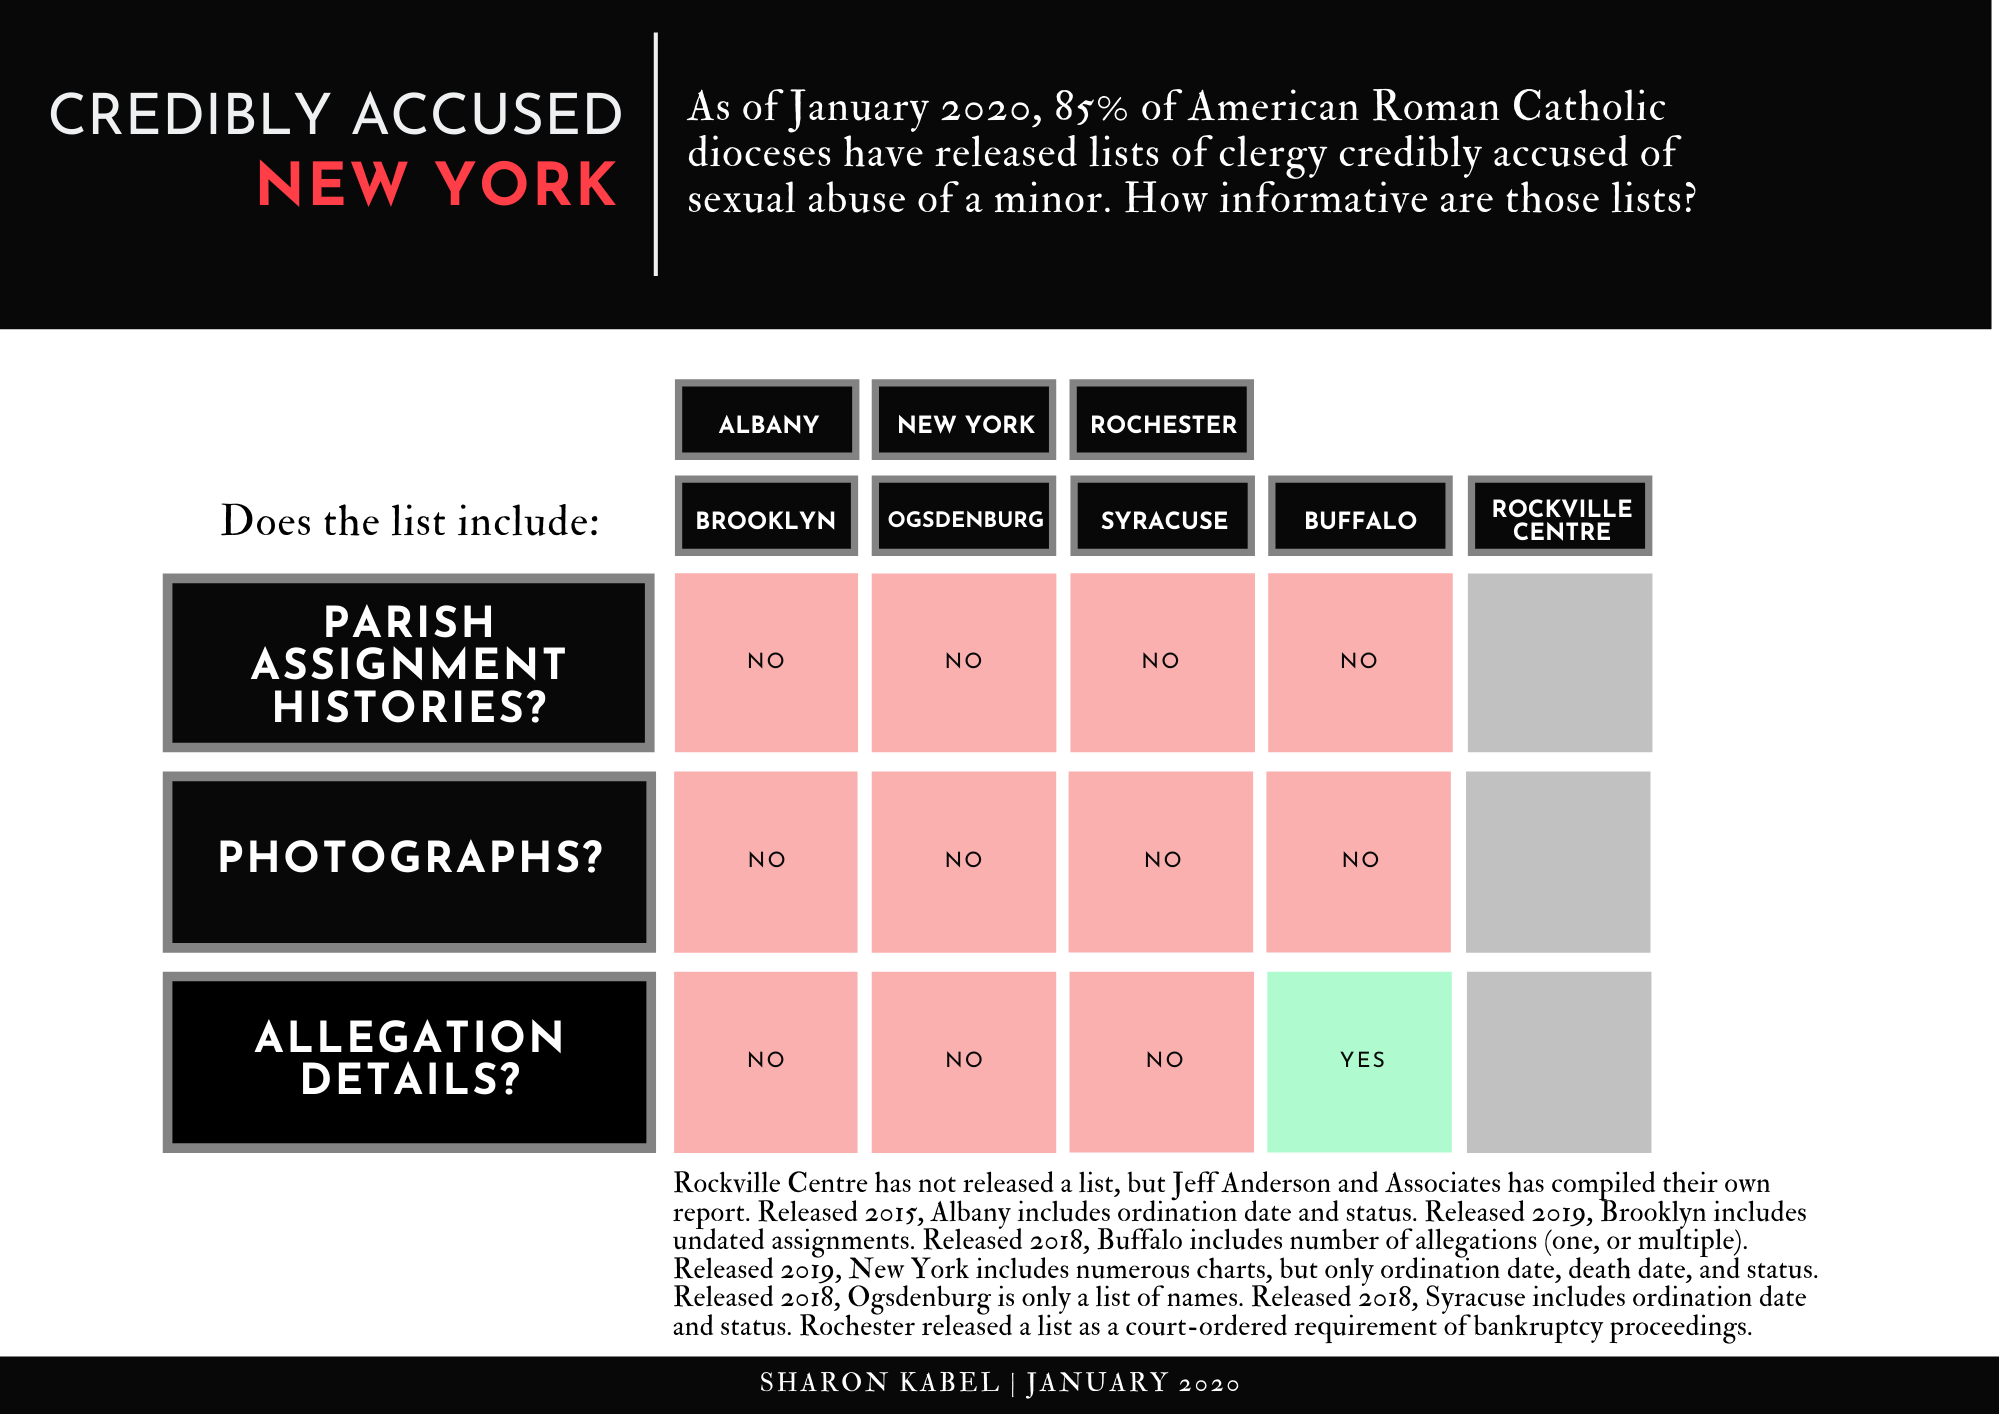 CREDIBLY ACCUSED
NEW YORK
As of January 2020, 85% of American Roman Catholic
dioceses have released lists of clergy credibly accused of
sexual abuse of a minor. How informative are those lists?
ALBANY
NEW YORK
ROCHESTER
Does the list include:
BROOKLYN
OGSDENBURG
SYRACUSE
BUFFALO
ROCKVILLE
CENTRE
PARISH
ASSIGNMENT
HISTORIES?
NO
NO
NO
NO
PHOTOGRAPHS?
NO
NO
NO
NO
ALLEGATION
DETAILS?
NO
NO
NO
YES
Rockville Centre has not released a list, but Jeff Anderson and Associates has compiled their own
report. Released 2015, Albany includes ordination date and status. Released 2019, Brooklyn includes
undated assignments. Released 2018, Buffalo includes number of allegations (one, or multiple).
Released 2019, New York includes numerous charts, but only ordination date, death date, and status.
Released 2018, Ogsdenburg is only a list of names. Released 2018, Syracuse includes ordination date
and status. Rochester released a list as a court-ordered requirement of bankruptcy proceedings.
SHARON KABEL | JANUARY 2020